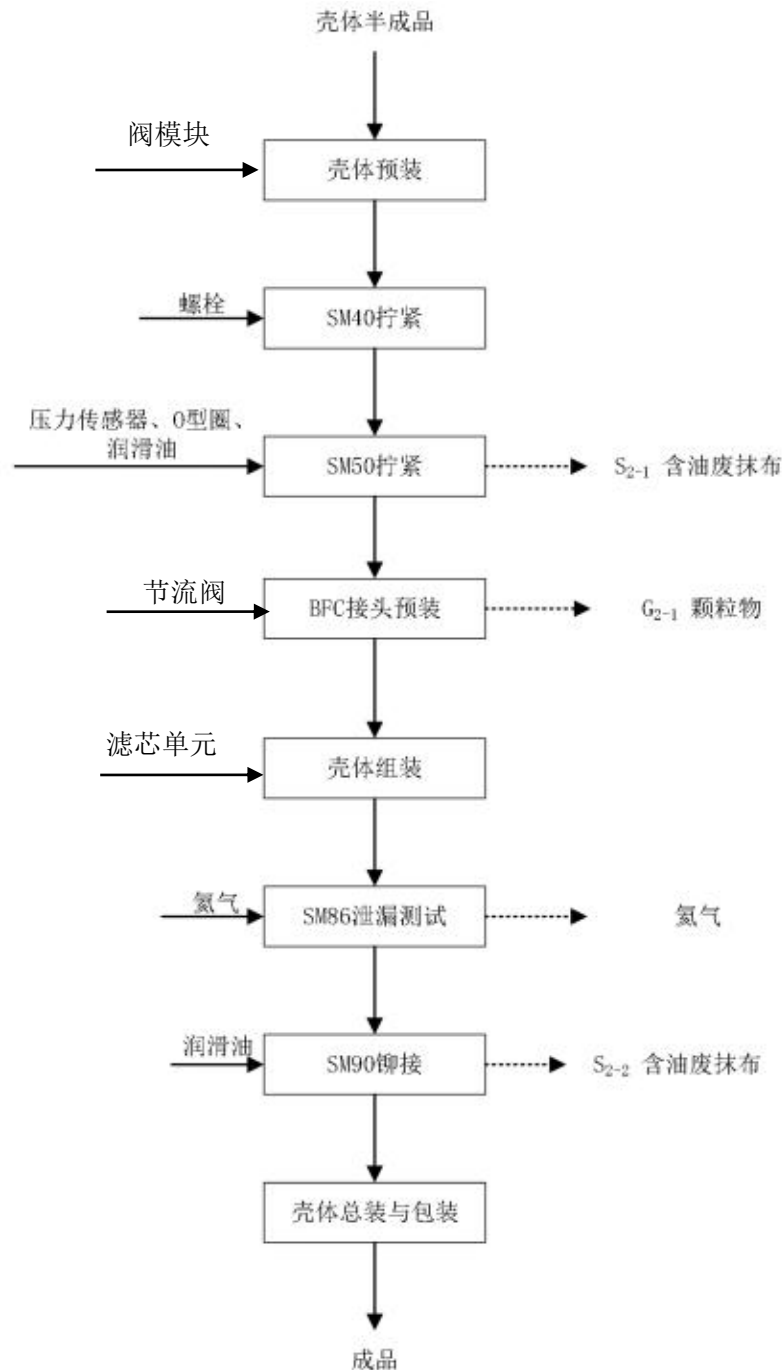 壳体半成品
阀模块
壳体预装
螺栓
SM40拧紧
压力传感器、O型圈、
润滑油
SM50拧紧
S₂₋₁ 含油废抹布
节流阀
BFC接头预装
G₂₋₁ 颗粒物
滤芯单元
壳体组装
氦气
SM86泄漏测试
氦气
润滑油
SM90铆接
S₂₋₂ 含油废抹布
壳体总装与包装
成品